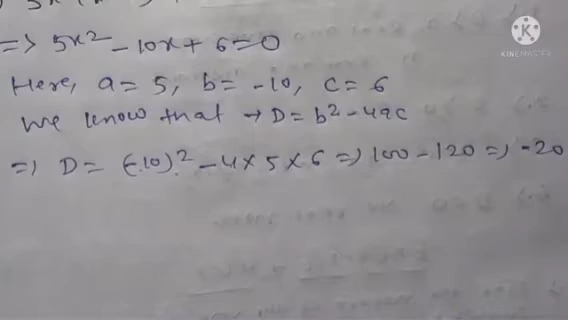 => 5x² - 10x + 6 = 0
Here, a = 5, b = -10, c = 6
We know that → D = b² - 4ac
=> D = (-10)² - 4 × 5 × 6 => 100 - 120 => -20
K
KINEMASTER